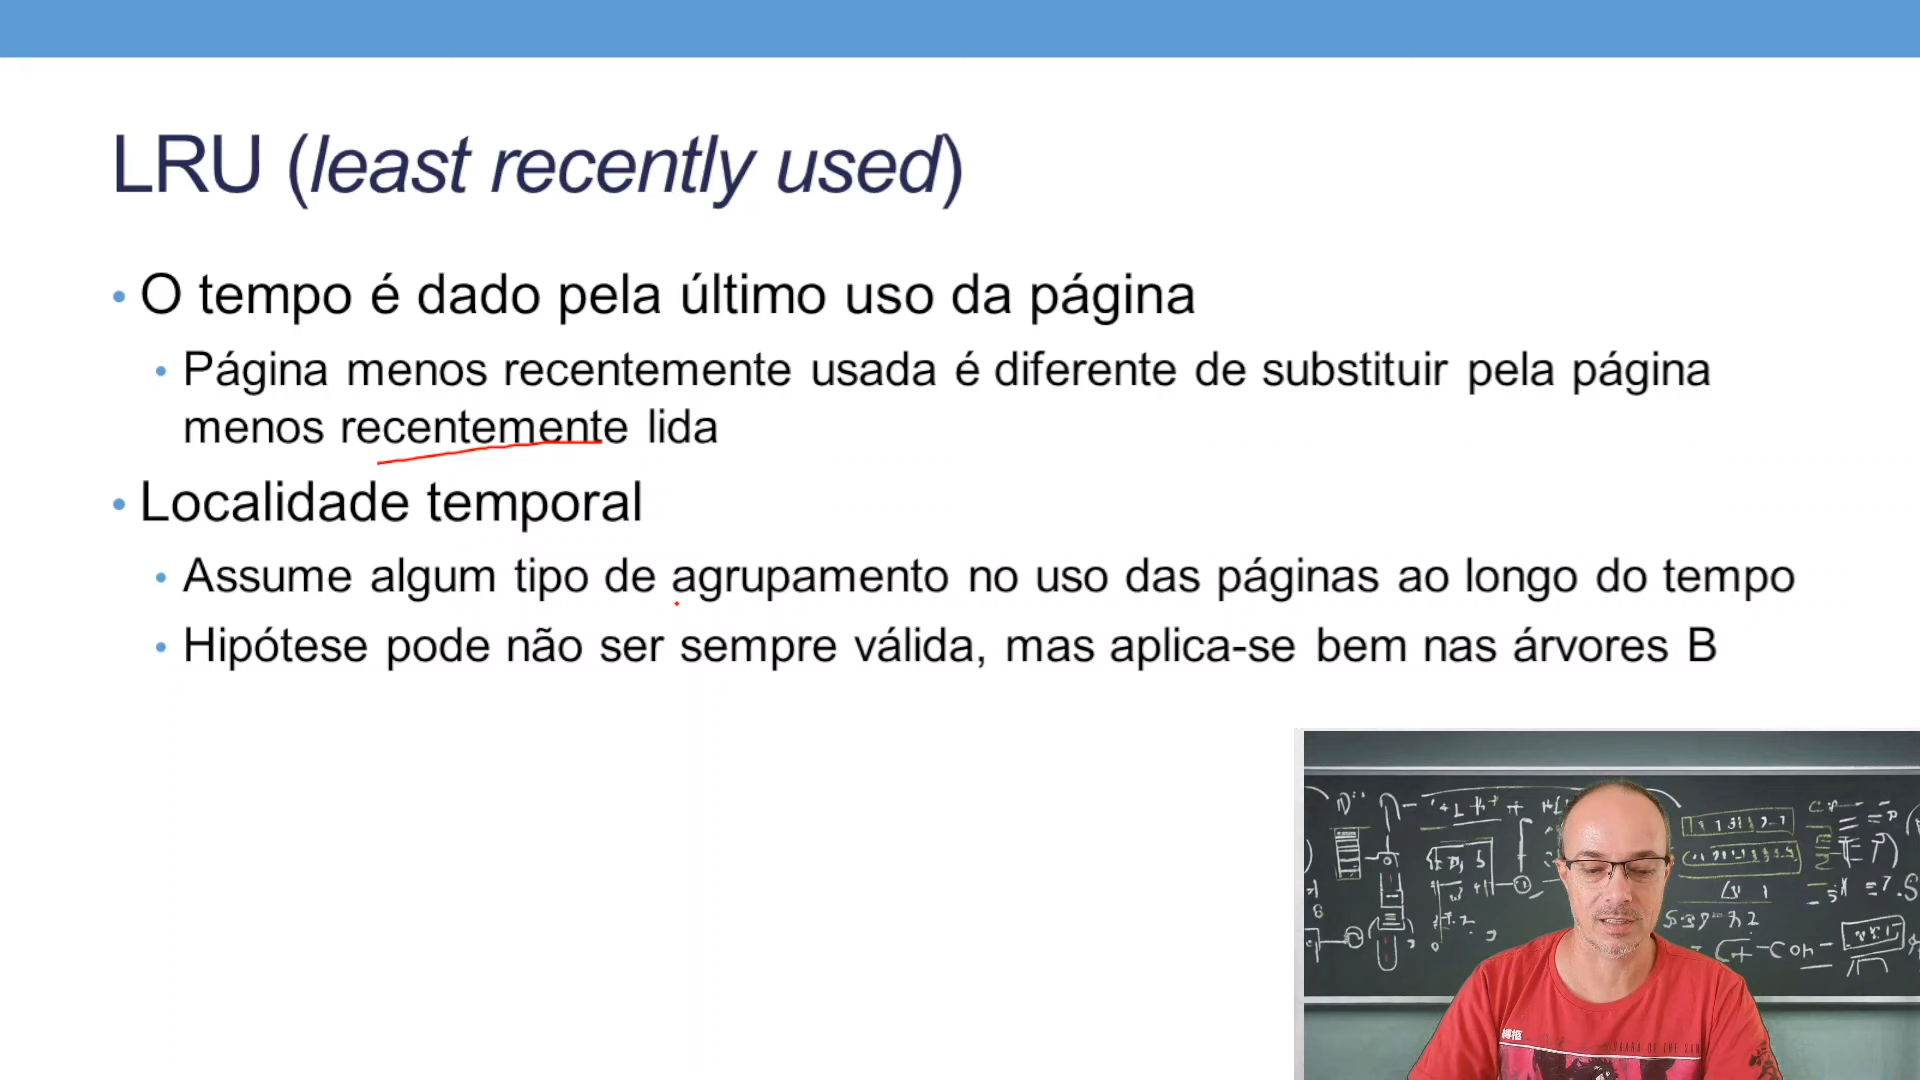 LRU (least recently used)
• O tempo é dado pela último uso da página
• Página menos recentemente usada é diferente de substituir pela página
menos recentemente lida
• Localidade temporal
• Assume algum tipo de agrupamento no uso das páginas ao longo do tempo
• Hipótese pode não ser sempre válida, mas aplica-se bem nas árvores B